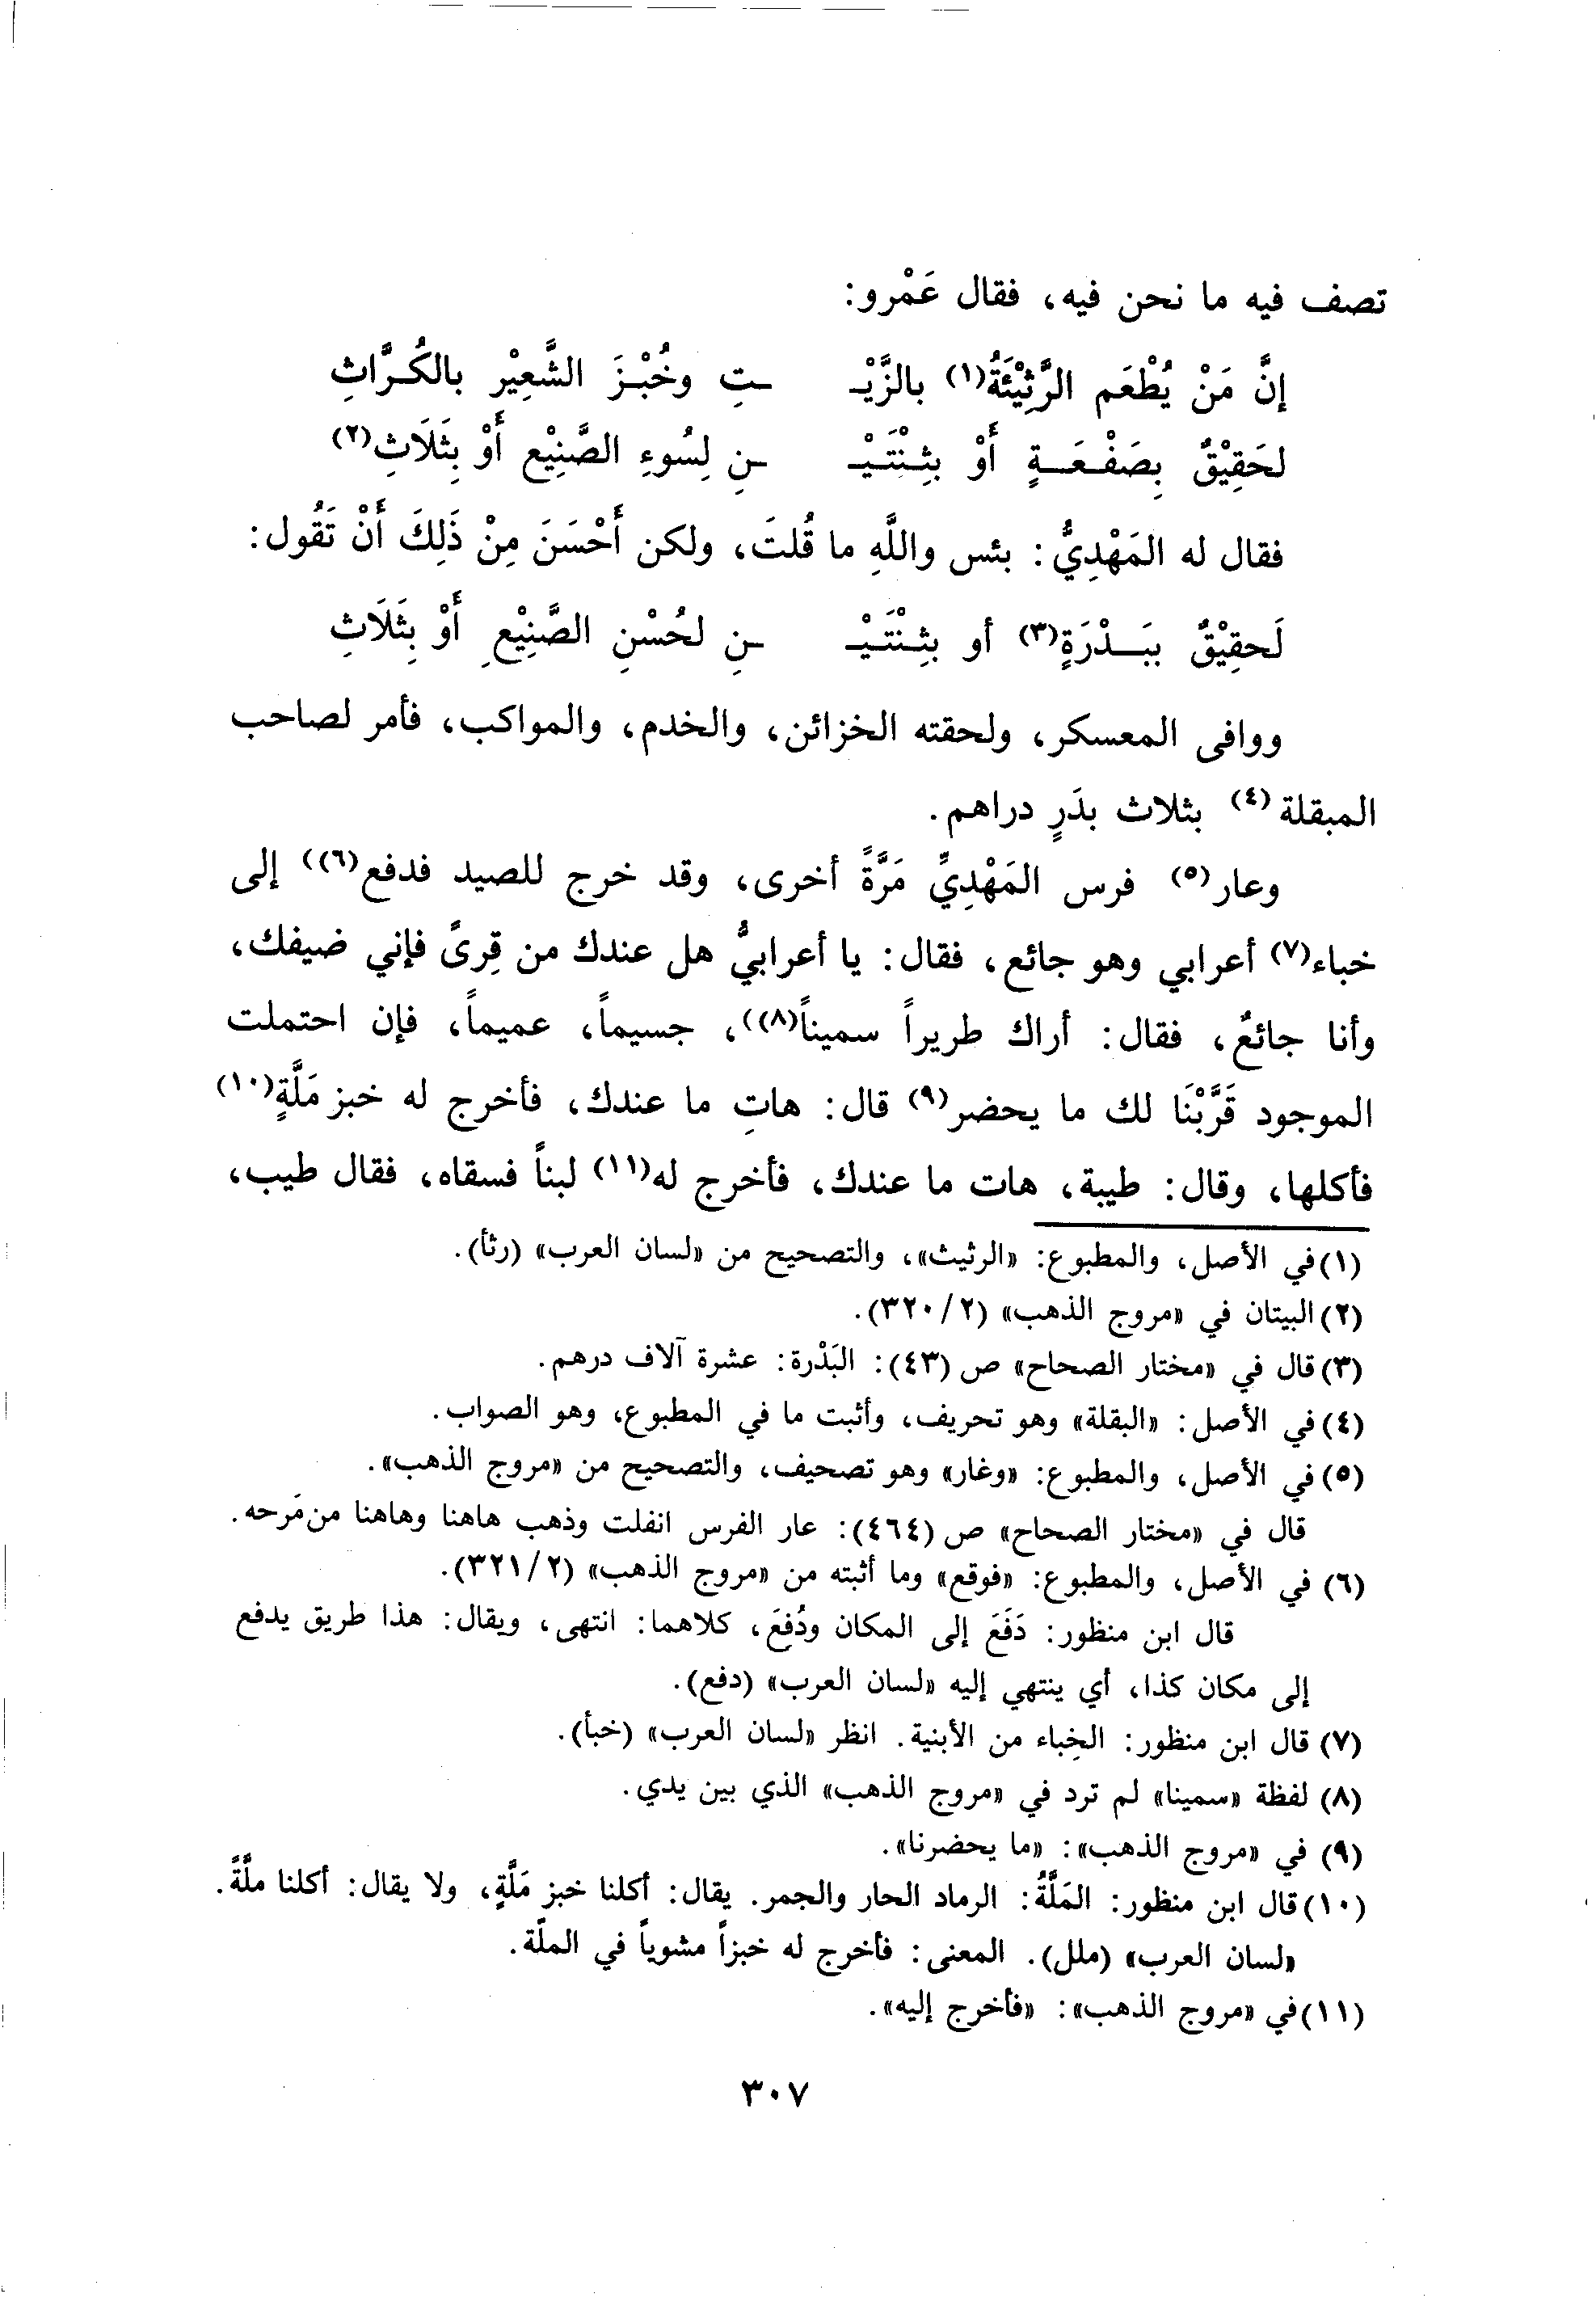 تصف فيه ما نحن فيه، فقال عَمْرو:
إنَّ مَنْ يُطْعَم الرَّثِيْئَةُ(١) بالزَّيْـ ـتِ وخُبْـزَ الشَّعِيْر بالكُـرَّاثِ
لحَقِيْقٌ بِصَفْـعَـــةٍ أَوْ بثِـنْتَـيْـ ـنِ لِسُوءِ الصَّنِيْع أَوْ بِثَلَاثِ(٢)
فقال له المَهْدِيُّ: بئس واللَّهِ ما قُلتَ، ولكن أَحْسَنَ مِنْ ذَلِكَ أَنْ تَقُول:
لَحقِيْقٌ ببَـــدْرَةٍ(٣) أو بثِـنْتَـيْـ ـنِ لحُسْنِ الصَّنِيْعِ أَوْ بِثَلَاثِ
ووافى المعسكر، ولحقته الخزائن، والخدم، والمواكب، فأمر لصاحب
المبقلة(٤) بثلاث بدَرٍ دراهم.
وعار(٥) فرس المَهْدِيِّ مَرَّةً أخرى، وقد خرج للصيد فدفع(٦)) إلى
خباء(٧) أعرابي وهو جائع، فقال: يا أعرابيُّ هل عندك من قِرىً فإني ضيفك،
وأنا جائعٌ، فقال: أراك طريراً سميناً(٨))، جسيماً، عميماً، فإن احتملت
الموجود قَرَّبْنَا لك ما يحضر(٩) قال: هاتِ ما عندك، فأخرج له خبز مَلَّةٍ(١٠)
فأكلها، وقال: طيبة، هات ما عندك، فأخرج له(١١) لبناً فسقاه، فقال طيب،
(١) في الأصل، والمطبوع: «الرثيث»، والتصحيح من «لسان العرب» (رثأ).
(٢) البيتان في «مروج الذهب» (٣٢٠/٢).
(٣) قال في «مختار الصحاح» ص (٤٣): البَدْرة: عشرة آلاف درهم.
(٤) في الأصل: «البقلة» وهو تحريف، وأثبت ما في المطبوع، وهو الصواب.
(٥) في الأصل، والمطبوع: «وغار» وهو تصحيف، والتصحيح من «مروج الذهب».
قال في «مختار الصحاح» ص (٤٦٤): عار الفرس انفلت وذهب هاهنا وهاهنا من مَرحه.
(٦) في الأصل، والمطبوع: «فوقع» وما أثبته من «مروج الذهب» (٣٢١/٢).
قال ابن منظور: دَفَعَ إلى المكان ودُفعَ، كلاهما: انتهى، ويقال: هذا طريق يدفع
إلى مكان كذا، أي ينتهي إليه «لسان العرب» (دفع).
(٧) قال ابن منظور: الخِباء من الأبنية. انظر «لسان العرب» (خبأ).
(٨) لفظة «سمينا» لم ترد في «مروج الذهب» الذي بين يدي.
(٩) في «مروج الذهب»: «ما يحضرنا».
(١٠) قال ابن منظور: المَلَّةُ: الرماد الحار والجمر. يقال: أكلنا خبز مَلَّةٍ، ولا يقال: أكلنا ملَّةً.
«لسان العرب» (ملل). المعنى: فأخرج له خبزاً مشوياً في الملّة.
(١١) في «مروج الذهب»: «فأخرج إليه».
٣٠٧